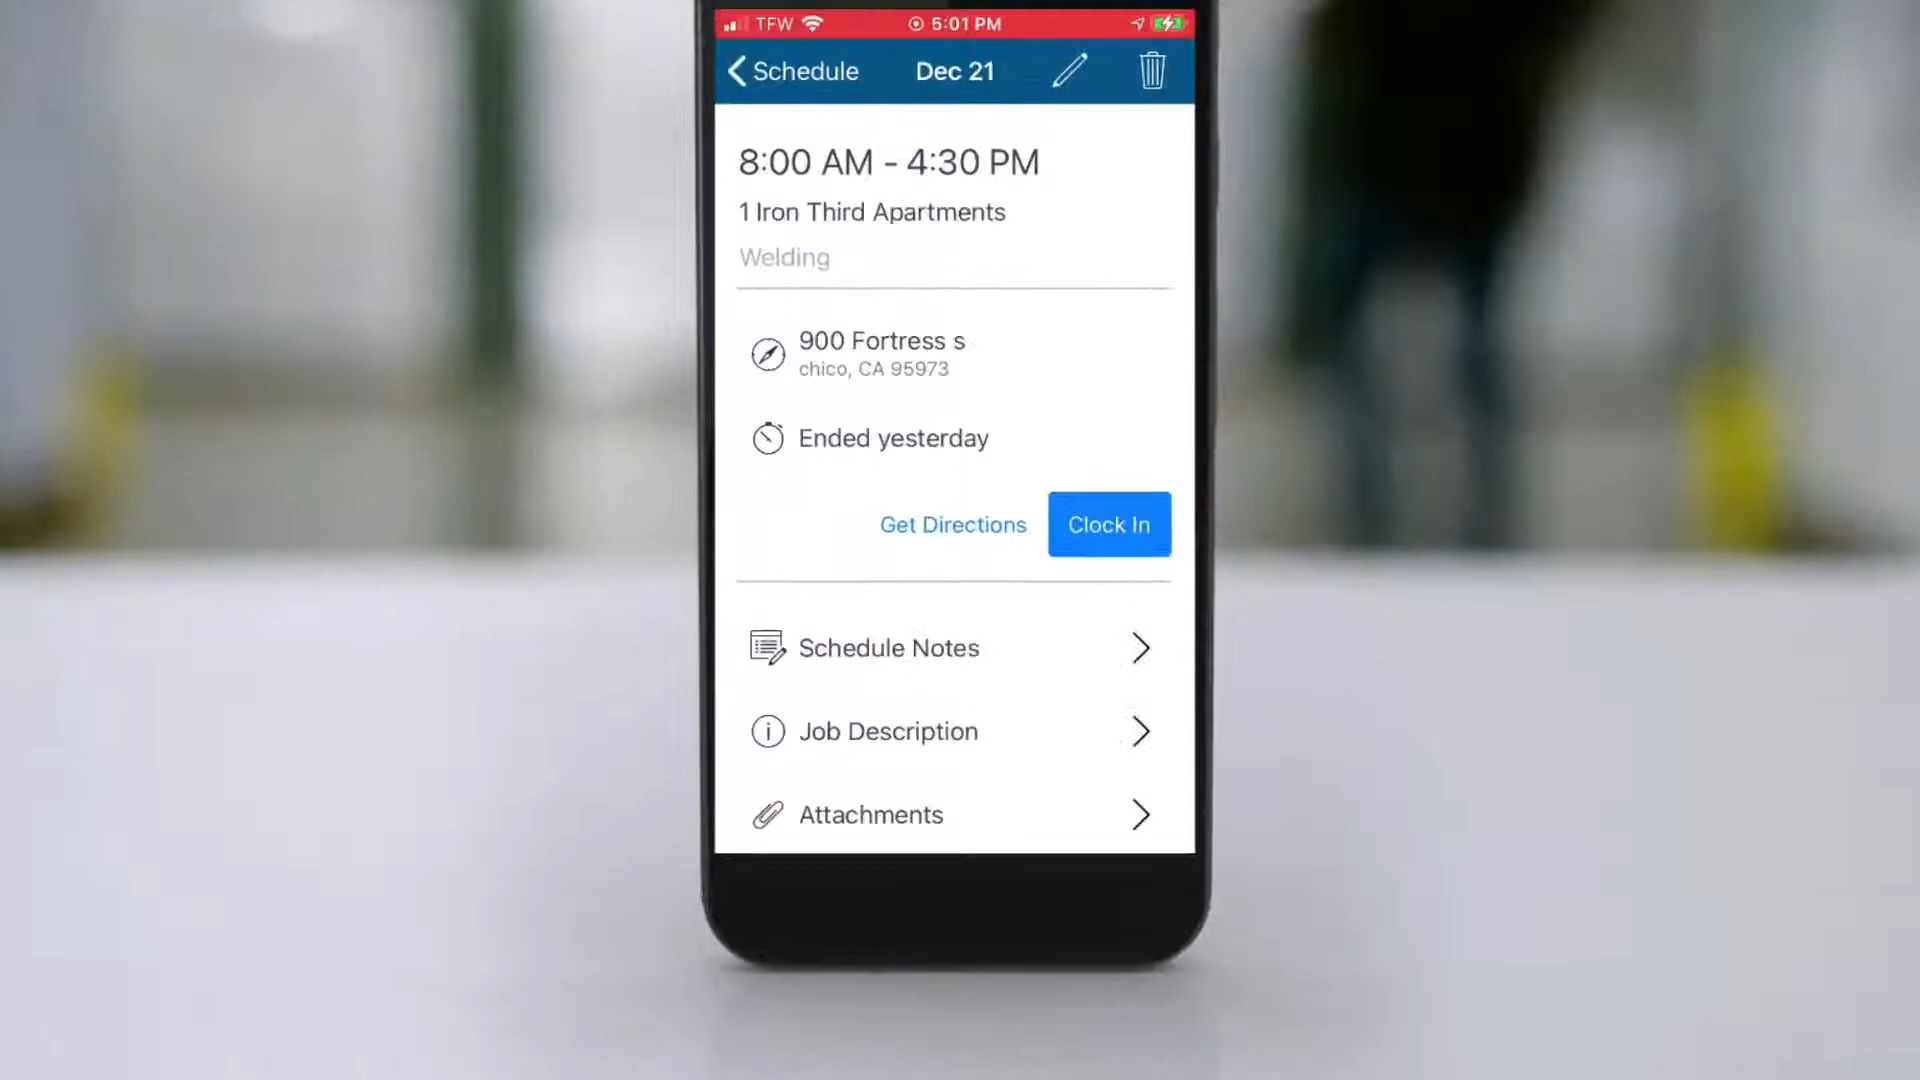 TFW 5:01 PM
Schedule Dec 21
8:00 AM - 4:30 PM
1 Iron Third Apartments
Welding
900 Fortress s
chico, CA 95973
Ended yesterday
Get Directions Clock In
Schedule Notes
Job Description
Attachments